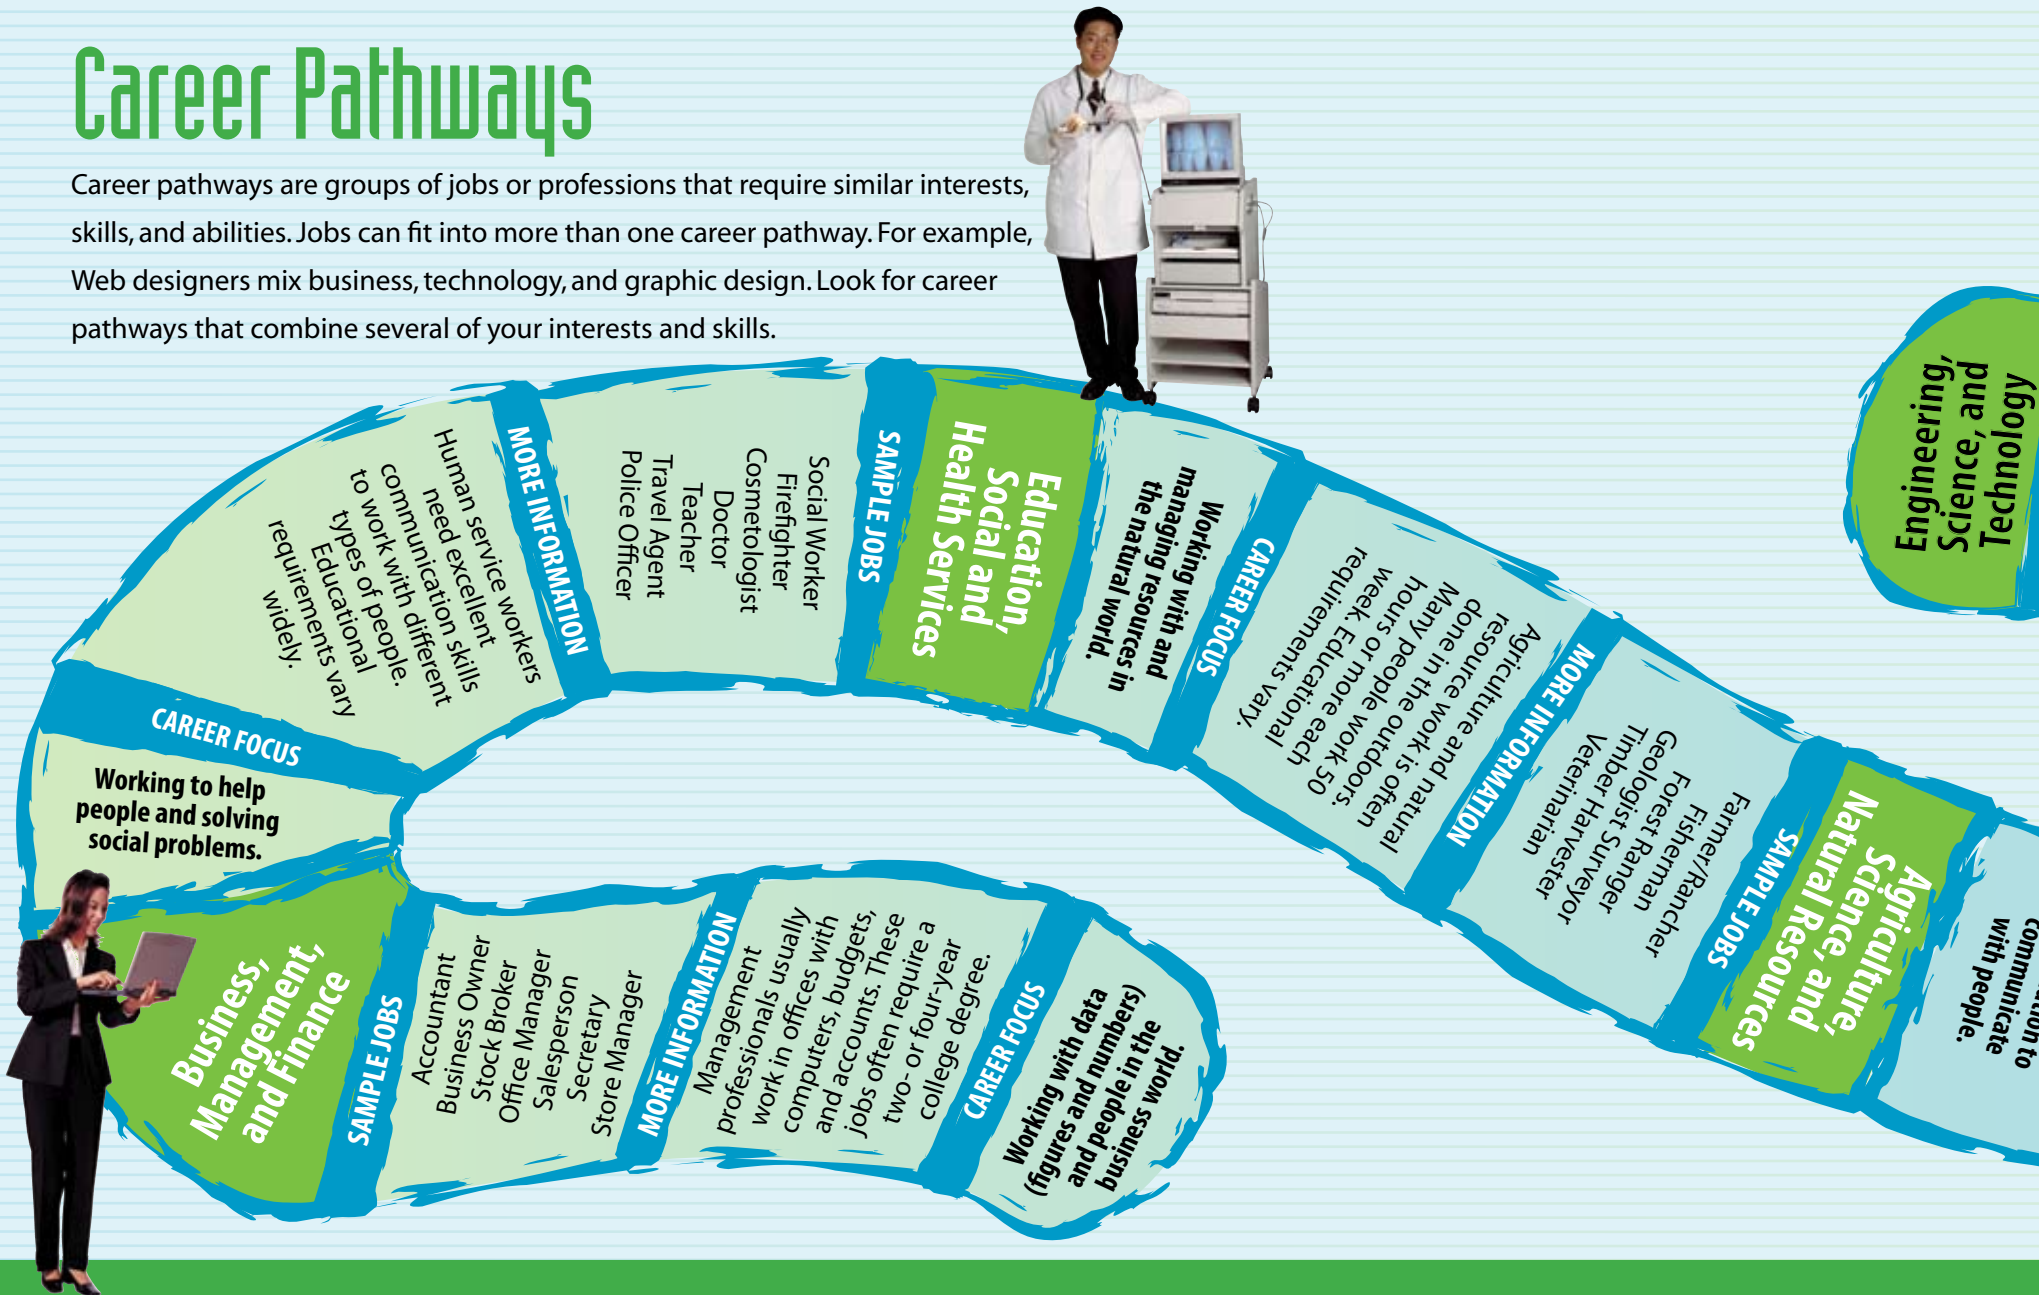 Career Pathways
Career pathways are groups of jobs or professions that require similar interests,
skills, and abilities. Jobs can fit into more than one career pathway. For example,
Web designers mix business, technology, and graphic design. Look for career
pathways that combine several of your interests and skills.
Engineering,
Science, and
Technology
Education,
Social and
Health Services
SAMPLE JOBS
Social Worker
Firefighter
Cosmetologist
Doctor
Teacher
Travel Agent
Police Officer
MORE INFORMATION
Human service workers
need excellent
communication skills
to work with different
types of people.
Educational
requirements vary
widely.
CAREER FOCUS
Working to help
people and solving
social problems.
Business,
Management,
and Finance
SAMPLE JOBS
Accountant
Business Owner
Stock Broker
Office Manager
Salesperson
Secretary
Store Manager
MORE INFORMATION
Management
professionals usually
work in offices with
computers, budgets,
and accounts. These
jobs often require a
two- or four-year
college degree.
CAREER FOCUS
Working with data
(figures and numbers)
and people in the
business world.
Agriculture,
Science, and
Natural Resources
SAMPLE JOBS
Farmer/Rancher
Fisherman
Forest Ranger
Geologist Surveyor
Timber Harvester
Veterinarian
MORE INFORMATION
Agriculture and natural
resource work is often
done in the outdoors.
Many people work 50
hours or more each
week. Educational
requirements vary.
CAREER FOCUS
Working with and
managing resources in
the natural world.
to
communicate
with people.